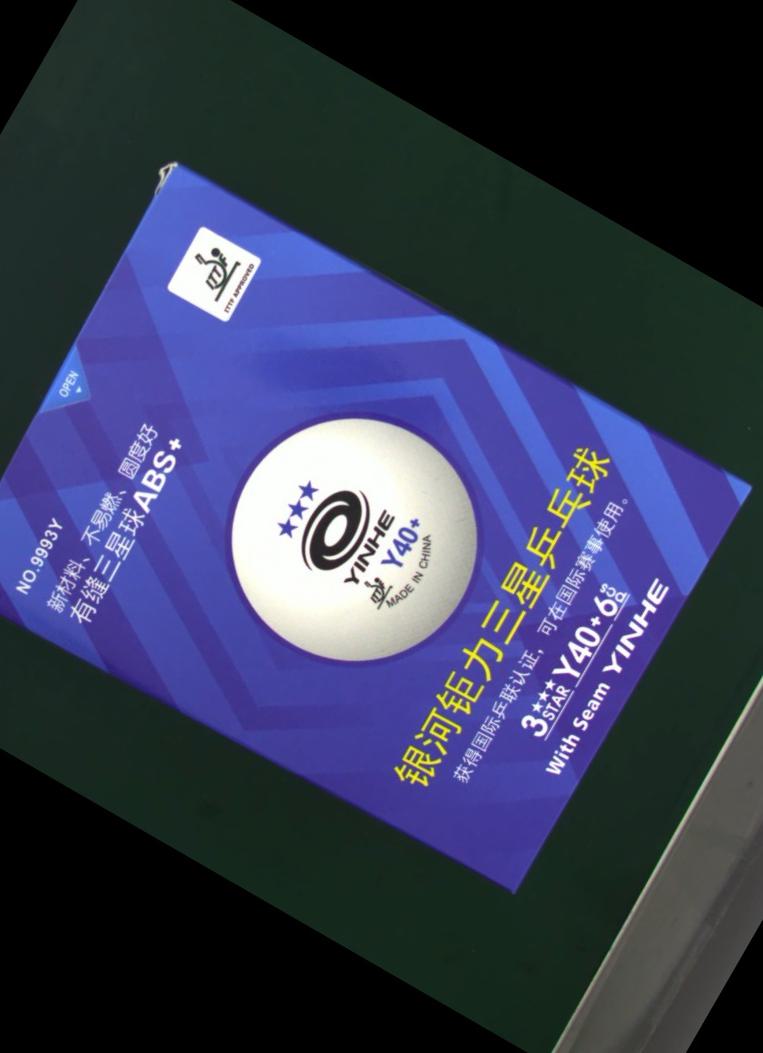 ITTF
ITTF APPROVED
OPEN
NO.9993Y
新材料、不易燃、圆度好
有缝三星球ABS+
YINHE
Y40+
MADE IN CHINA
银河钜力三星乒乓球
获得国际乒联认证，可在国际赛事使用。
3 STAR Y40+ 6
With Seam YINHE